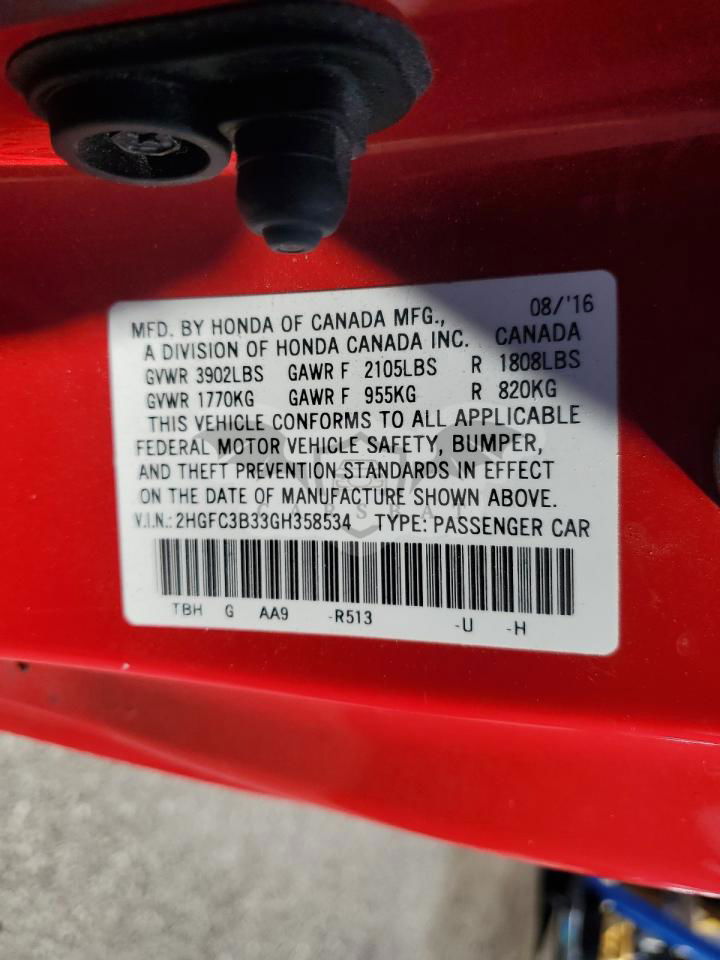 08/'16
MFD. BY HONDA OF CANADA MFG.,
A DIVISION OF HONDA CANADA INC. CANADA
GVWR 3902LBS GAWR F 2105LBS R 1808LBS
GVWR 1770KG GAWR F 955KG R 820KG
THIS VEHICLE CONFORMS TO ALL APPLICABLE
FEDERAL MOTOR VEHICLE SAFETY, BUMPER,
AND THEFT PREVENTION STANDARDS IN EFFECT
ON THE DATE OF MANUFACTURE SHOWN ABOVE.
V.I.N.: 2HGFC3B33GH358534 TYPE: PASSENGER CAR
TBH G AA9 -R513 -U -H